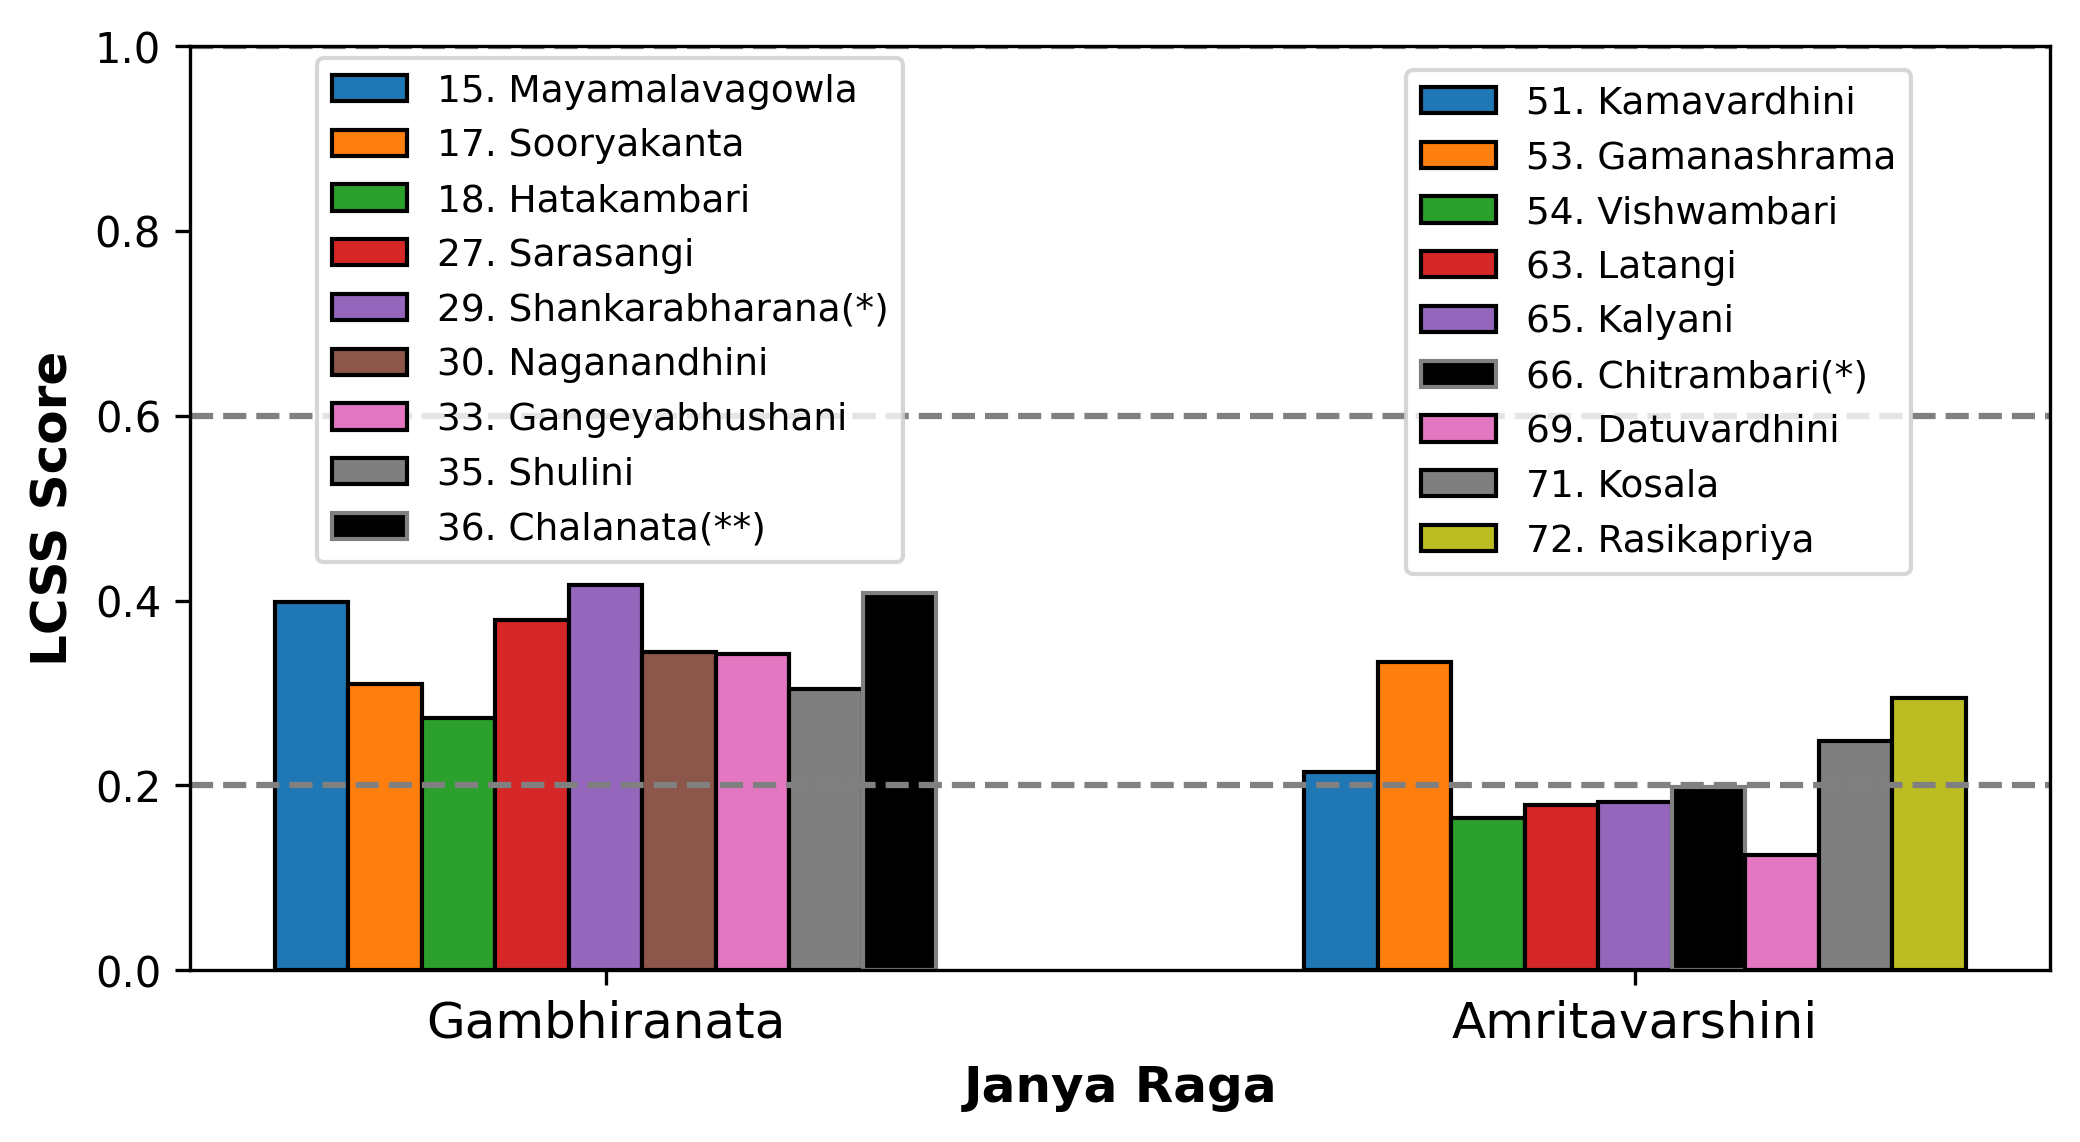 1.0
0.8
0.6
0.4
0.2
0.0
LCSS Score
15. Mayamalavagowla
17. Sooryakanta
18. Hatakambari
27. Sarasangi
29. Shankarabharana(*)
30. Naganandhini
33. Gangeyabhushani
35. Shulini
36. Chalanata(**)
51. Kamavardhini
53. Gamanashrama
54. Vishwambari
63. Latangi
65. Kalyani
66. Chitrambari(*)
69. Datuvardhini
71. Kosala
72. Rasikapriya
Gambhiranata
Amritavarshini
Janya Raga